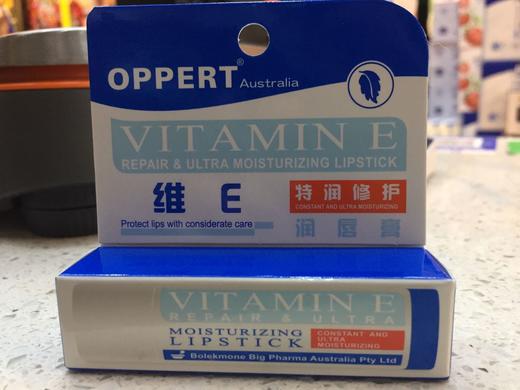 OPPERT® Australia
VITAMIN E
REPAIR & ULTRA MOISTURIZING LIPSTICK
维 E
特润修护
CONSTANT AND ULTRA MOISTURIZING
Protect lips with considerate care
润唇膏
VITAMIN E
REPAIR & ULTRA
MOISTURIZING
LIPSTICK
CONSTANT AND
ULTRA
MOISTURIZING
Bolekmone Big Pharma Australia Pty Ltd